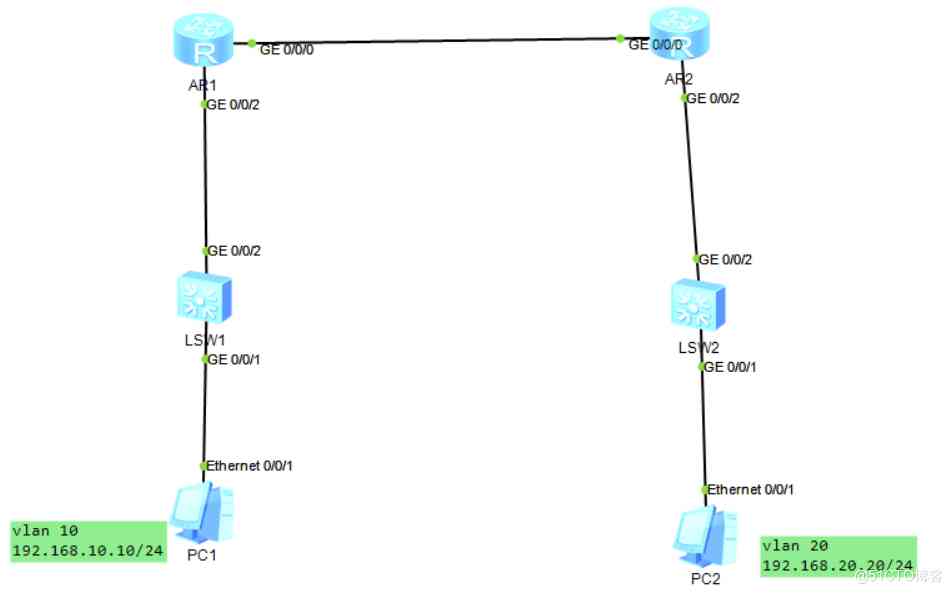 R
R
GE 0/0/0
GE 0/0/0
AR1
AR2
GE 0/0/2
GE 0/0/2
GE 0/0/2
GE 0/0/2
LSW1
LSW2
GE 0/0/1
GE 0/0/1
Ethernet 0/0/1
Ethernet 0/0/1
vlan 10
192.168.10.10/24
PC1
vlan 20
192.168.20.20/24
PC2
@51CTO博客